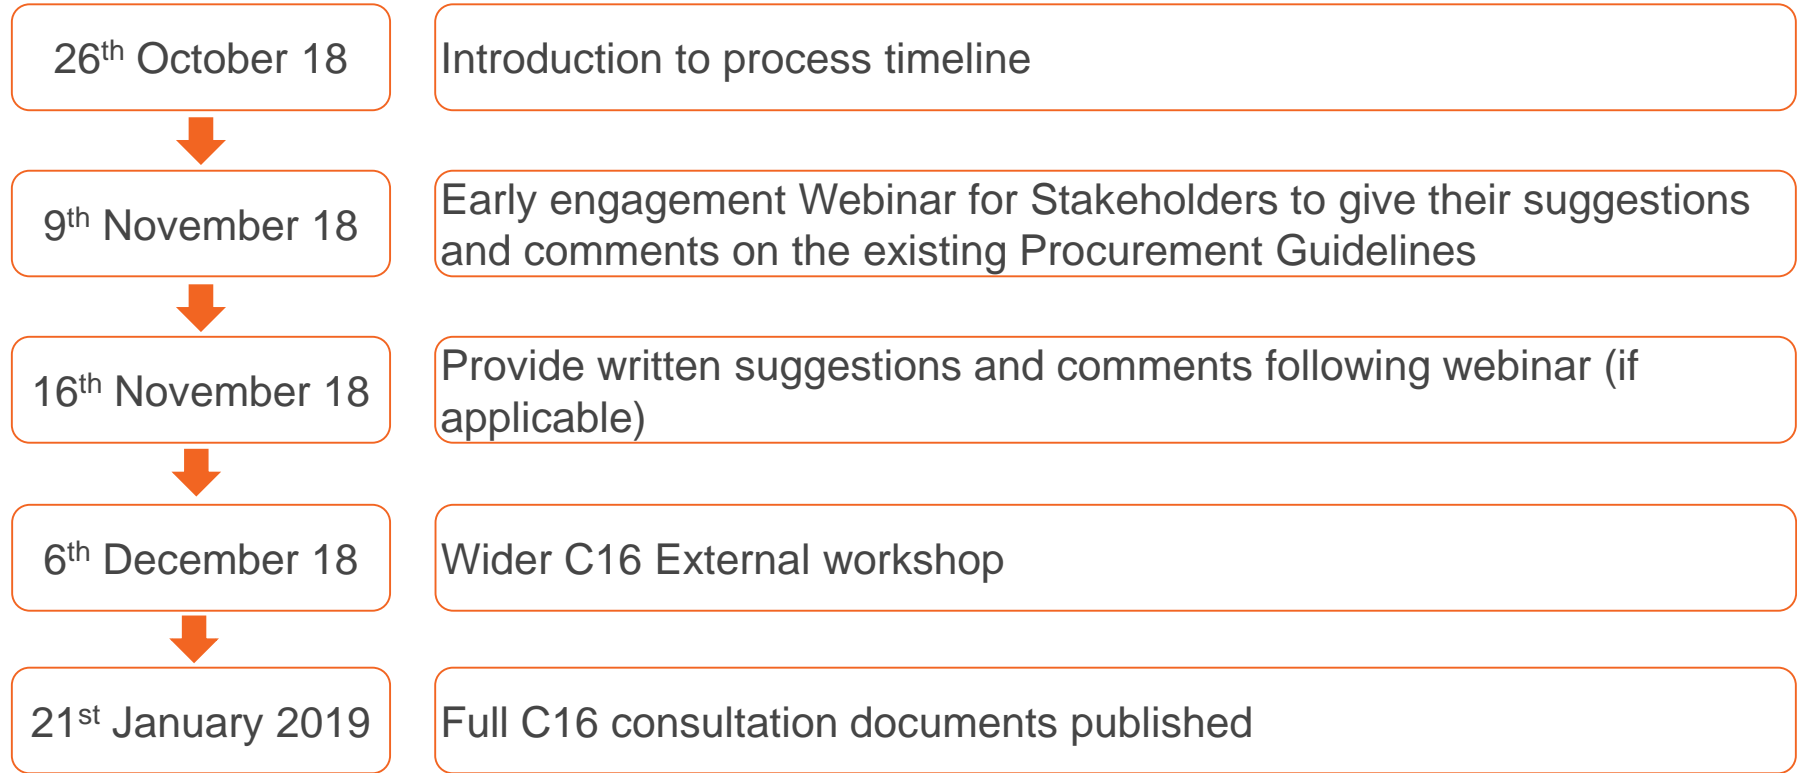 26th October 18
Introduction to process timeline
9th November 18
Early engagement Webinar for Stakeholders to give their suggestions
and comments on the existing Procurement Guidelines
16th November 18
Provide written suggestions and comments following webinar (if
applicable)
6th December 18
Wider C16 External workshop
21st January 2019
Full C16 consultation documents published